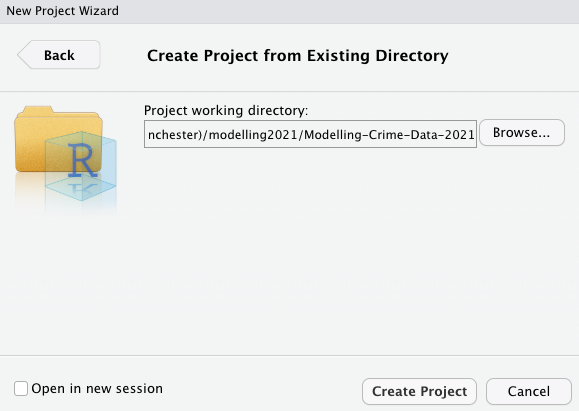 New Project Wizard
Back
Create Project from Existing Directory
Project working directory:
nchester)/modelling2021/Modelling-Crime-Data-2021
Browse...
R
Open in new session
Create Project
Cancel